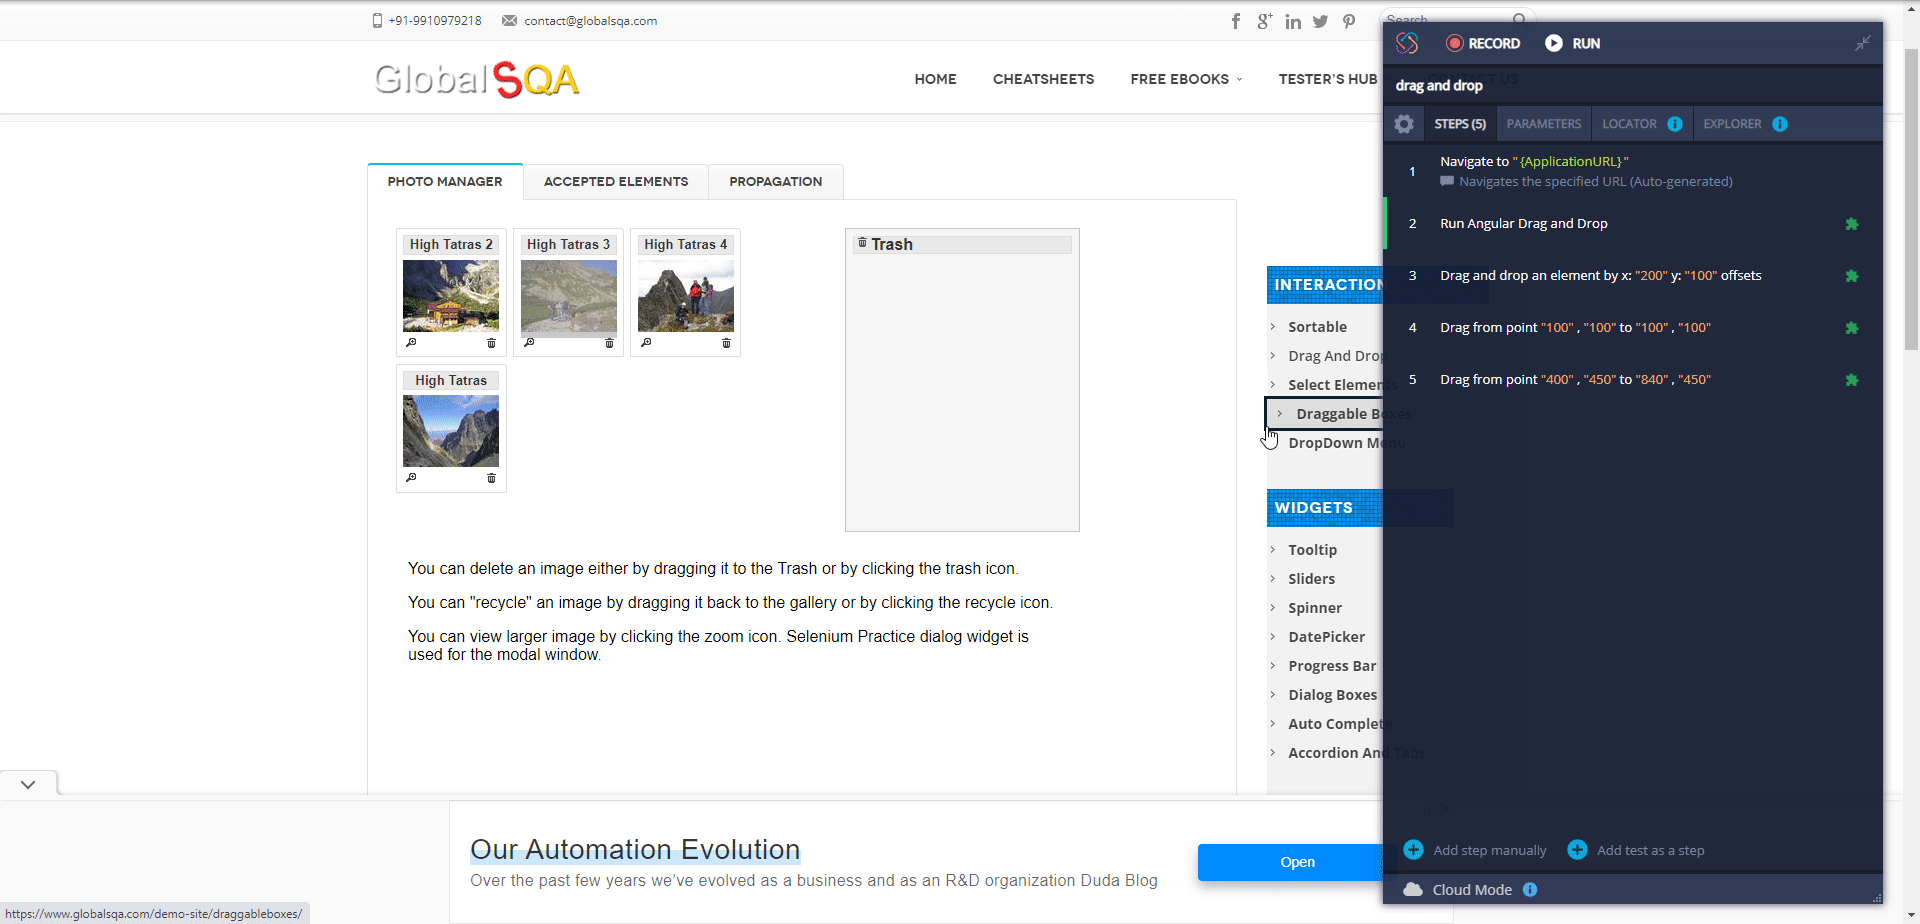 +91-9910979218 contact@globalsqa.com
Search
GlobalSQA
HOME CHEATSHEETS FREE EBOOKS TESTER'S HUB CONTACT US
PHOTO MANAGER ACCEPTED ELEMENTS PROPAGATION
High Tatras 2 High Tatras 3 High Tatras 4
High Tatras
Trash
You can delete an image either by dragging it to the Trash or by clicking the trash icon.
You can "recycle" an image by dragging it back to the gallery or by clicking the recycle icon.
You can view larger image by clicking the zoom icon. Selenium Practice dialog widget is
used for the modal window.
INTERACTION
Sortable
Drag And Drop
Select Elements
Draggable Boxes
DropDown Menu
WIDGETS
Tooltip
Sliders
Spinner
DatePicker
Progress Bar
Dialog Boxes
Auto Complete
Accordion And Tabs
RECORD RUN
drag and drop
STEPS (5) PARAMETERS LOCATOR EXPLORER
1 Navigate to "{ApplicationURL}"
Navigates the specified URL (Auto-generated)
2 Run Angular Drag and Drop
3 Drag and drop an element by x: "200" y: "100" offsets
4 Drag from point "100" , "100" to "100" , "100"
5 Drag from point "400" , "450" to "840" , "450"
Add step manually Add test as a step
Cloud Mode
Our Automation Evolution
Over the past few years we've evolved as a business and as an R&D organization Duda Blog
Open
https://www.globalsqa.com/demo-site/draggableboxes/